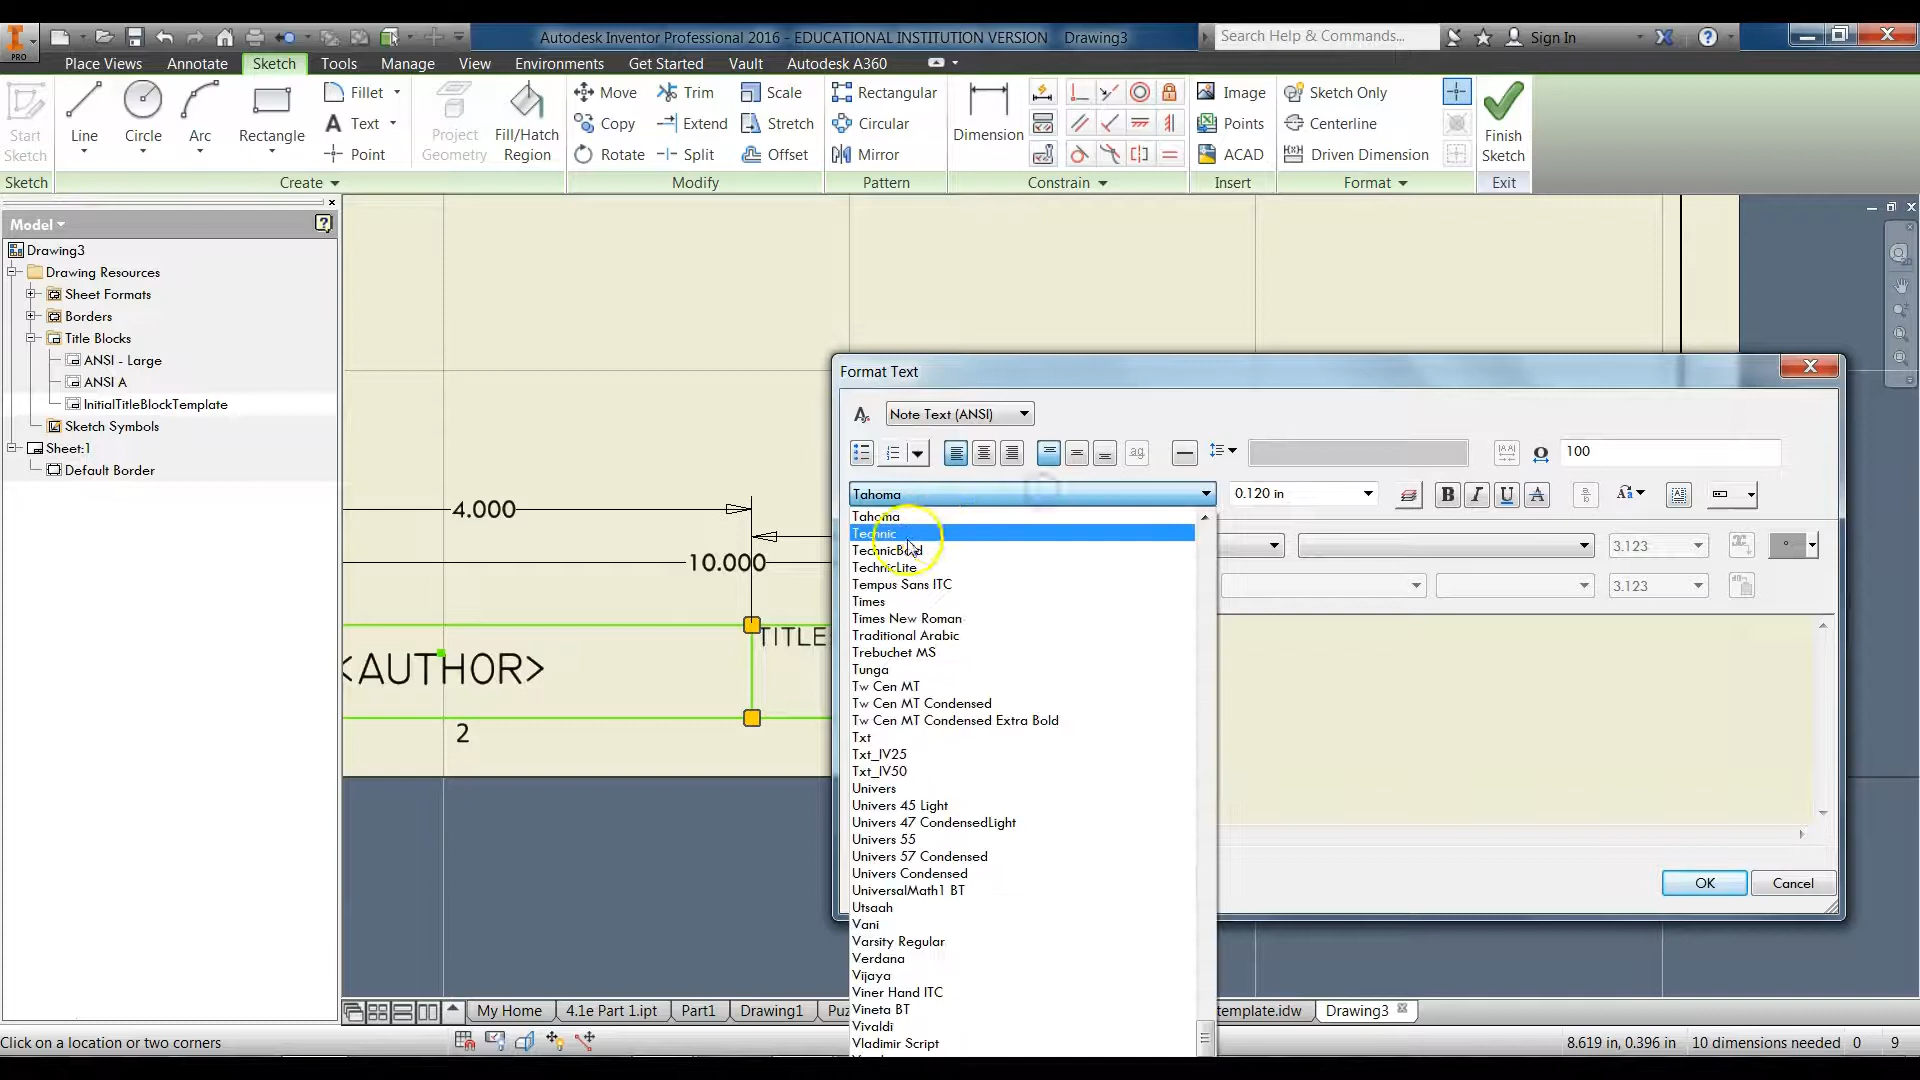 PRO
Autodesk Inventor Professional 2016 - EDUCATIONAL INSTITUTION VERSION Drawing3
Search Help & Commands...
Sign In
Place Views Annotate Sketch Tools Manage View Environments Get Started Vault Autodesk A360
Start Sketch
Line
Circle
Arc
Rectangle
Fillet
Text
Point
Project Geometry
Fill/Hatch Region
Move
Copy
Rotate
Trim
Extend
Split
Scale
Stretch
Offset
Rectangular
Circular
Mirror
Dimension
Image
Points
ACAD
Sketch Only
Centerline
Driven Dimension
Finish Sketch
Sketch Create Modify Pattern Constrain Insert Format Exit
Model
Drawing3
Drawing Resources
Sheet Formats
Borders
Title Blocks
ANSI - Large
ANSI A
InitialTitleBlockTemplate
Sketch Symbols
Sheet:1
Default Border
4.000
10.000
TITLE:
<AUTHOR>
2
Format Text
Note Text (ANSI)
100
Tahoma
0.120 in
B I U A
3.123
3.123
Tahoma
Technic
TechnicBold
TechnicLite
Tempus Sans ITC
Times
Times New Roman
Traditional Arabic
Trebuchet MS
Tunga
Tw Cen MT
Tw Cen MT Condensed
Tw Cen MT Condensed Extra Bold
Txt
Txt_IV25
Txt_IV50
Univers
Univers 45 Light
Univers 47 CondensedLight
Univers 55
Univers 57 Condensed
Univers Condensed
UniversalMath1 BT
Utsaah
Vani
Varsity Regular
Verdana
Vijaya
Viner Hand ITC
Vineta BT
Vivaldi
Vladimir Script
OK
Cancel
My Home 4.1e Part 1.ipt Part1 Drawing1 Puz template.idw Drawing3
Click on a location or two corners
8.619 in, 0.396 in 10 dimensions needed 0 9